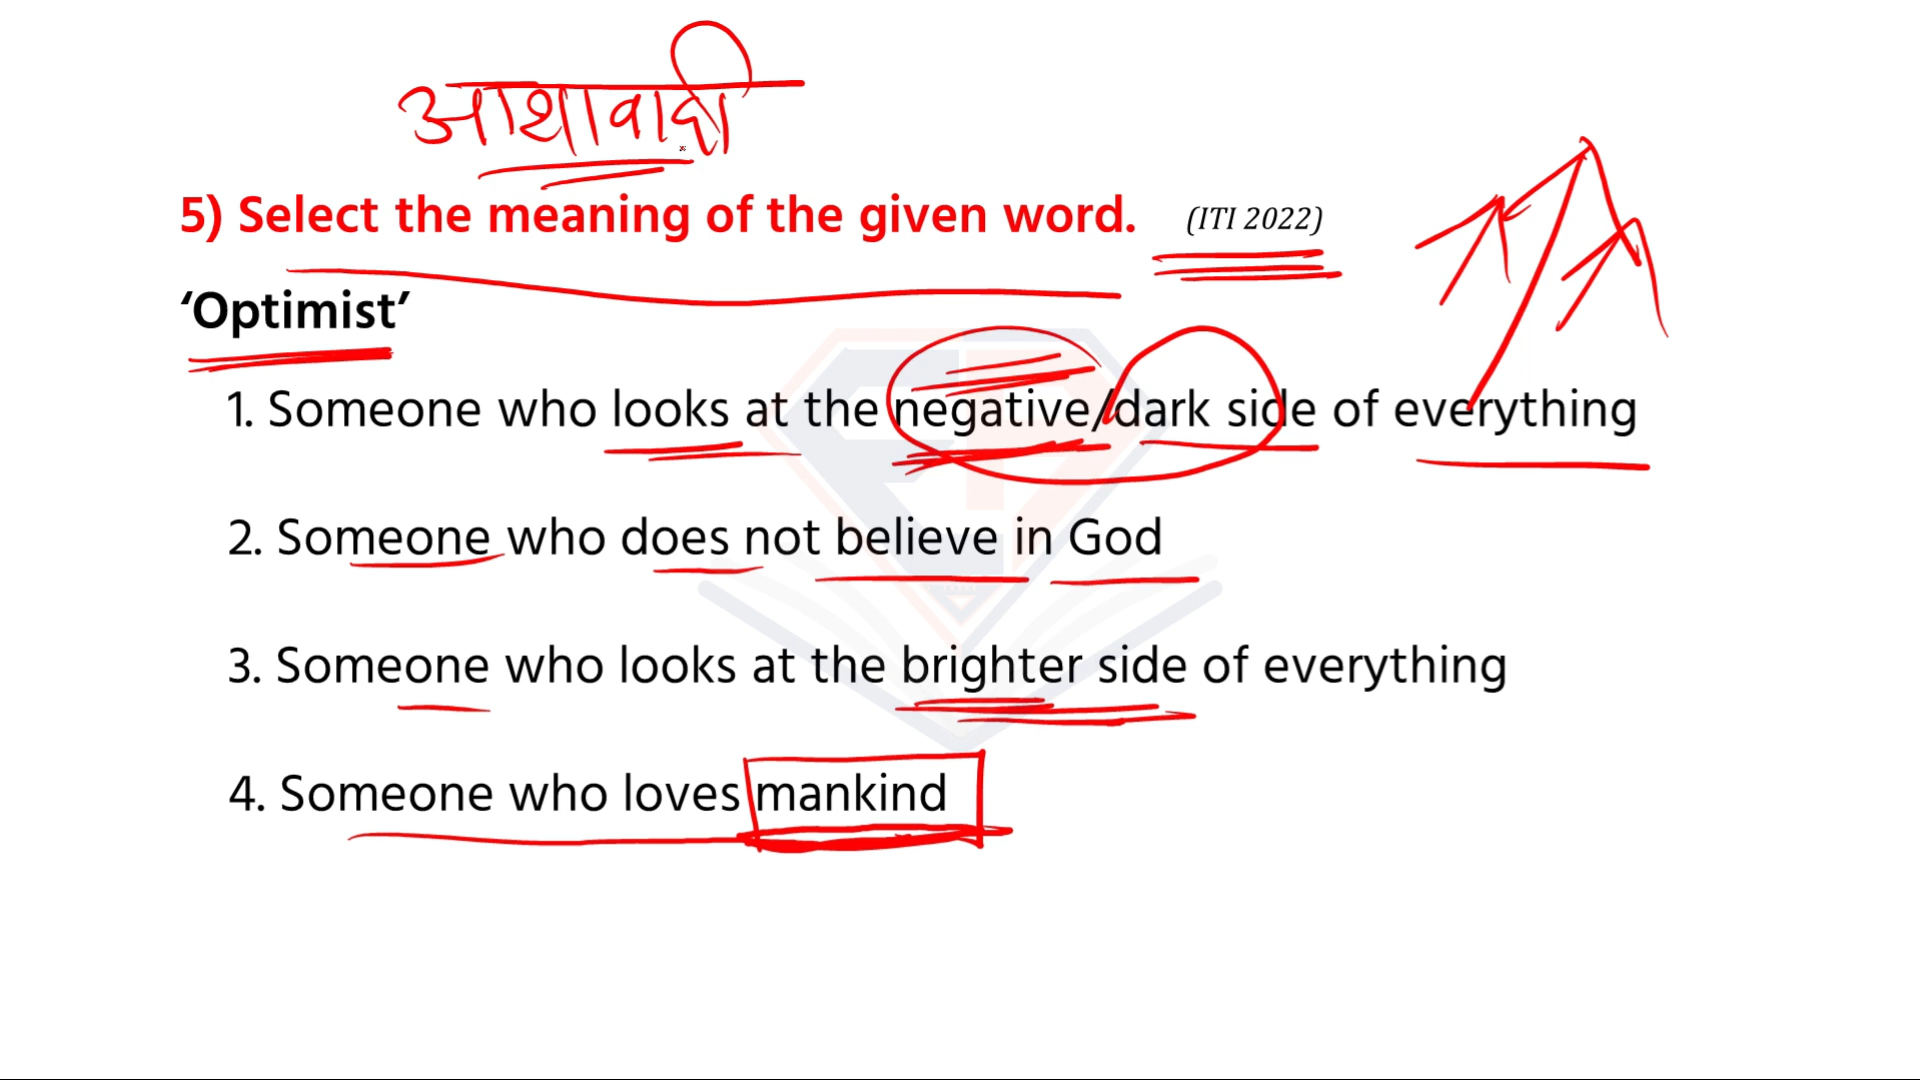 आशावादी
5) Select the meaning of the given word. (ITI 2022)
‘Optimist’
1. Someone who looks at the negative/dark side of everything
2. Someone who does not believe in God
3. Someone who looks at the brighter side of everything
4. Someone who loves mankind